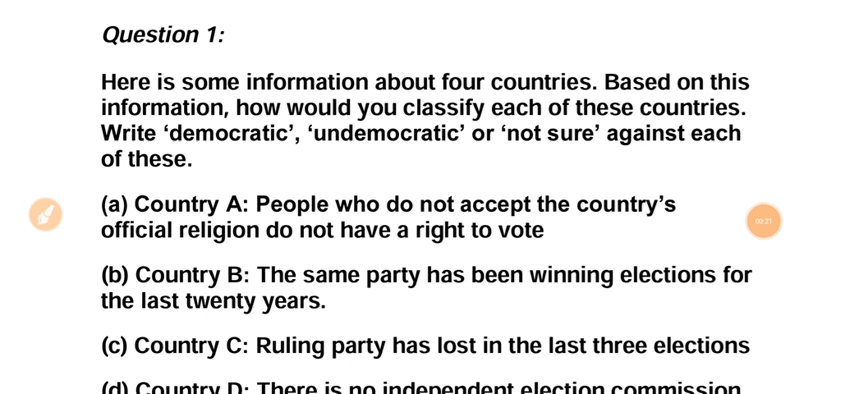 Question 1:
Here is some information about four countries. Based on this
information, how would you classify each of these countries.
Write ‘democratic’, ‘undemocratic’ or ‘not sure’ against each
of these.
(a) Country A: People who do not accept the country’s
official religion do not have a right to vote
00:21
(b) Country B: The same party has been winning elections for
the last twenty years.
(c) Country C: Ruling party has lost in the last three elections
(d) Country D: There is no independent election commission